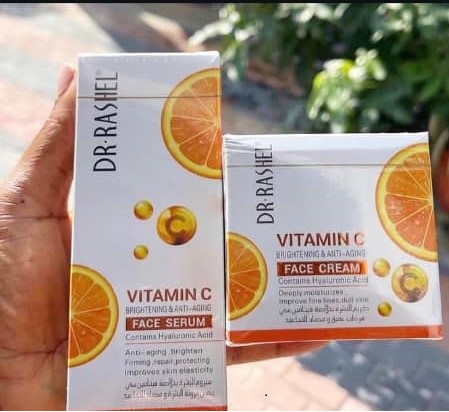 DR·RASHEL®
VITAMIN C
BRIGHTENING & ANTI-AGING
FACE SERUM
Contains Hyaluronic Acid
Anti-aging ,brighten
Firming ,repair,protecting
improves skin elasticity
DR·RASHEL®
VITAMIN C
BRIGHTENING & ANTI-AGING
FACE CREAM
Contains Hyaluronic Acid
Deeply moisturizes
Improve fine lines,dull skin
C
C